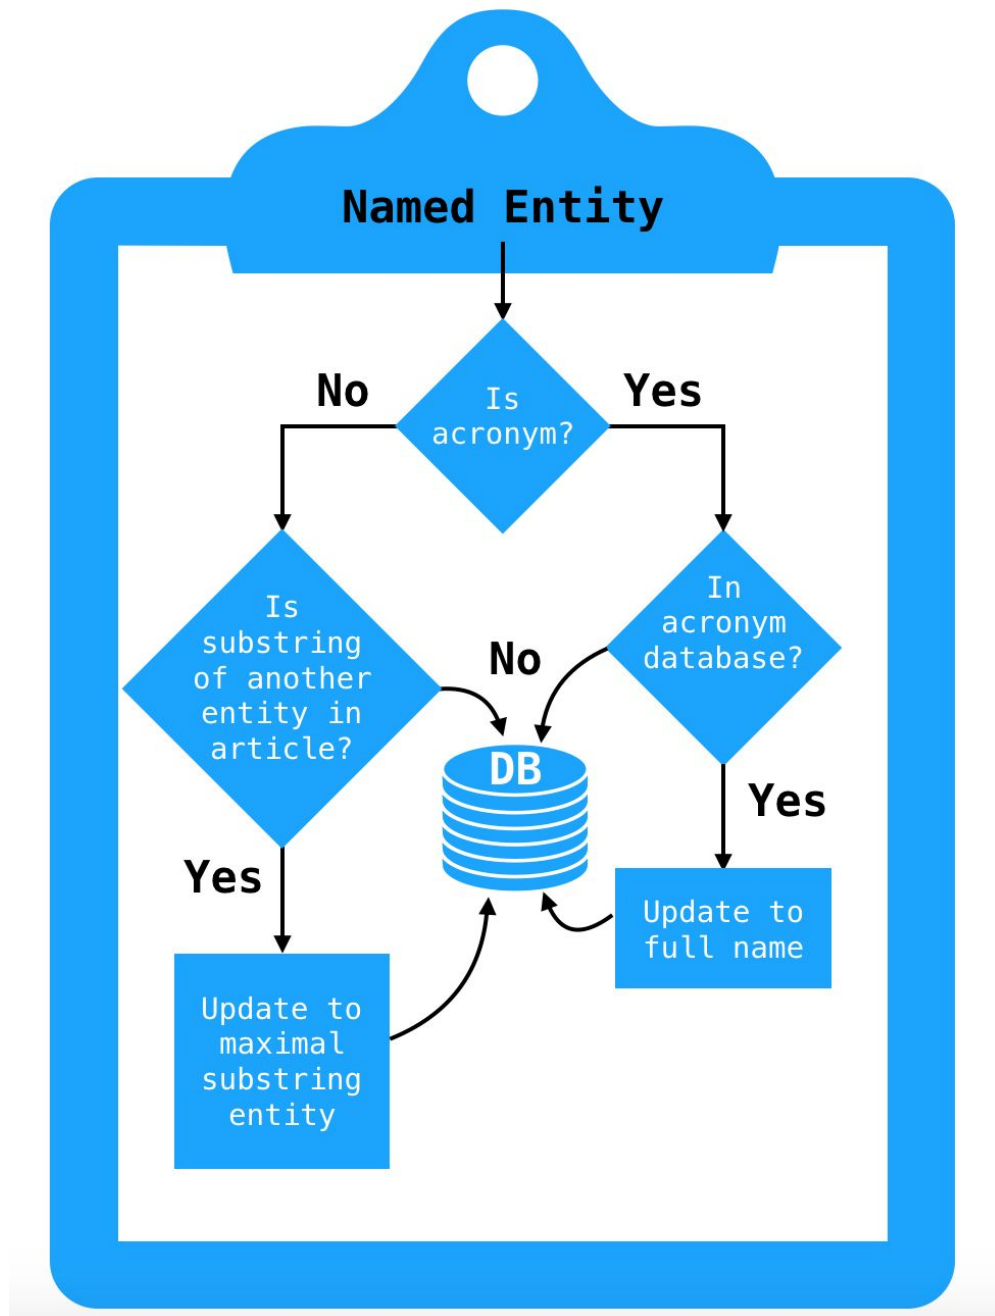 Named Entity
No
Yes
Is
acronym?
Is
substring
of another
entity in
article?
No
In
acronym
database?
DB
Yes
Yes
Update to
full name
Update to
maximal
substring
entity